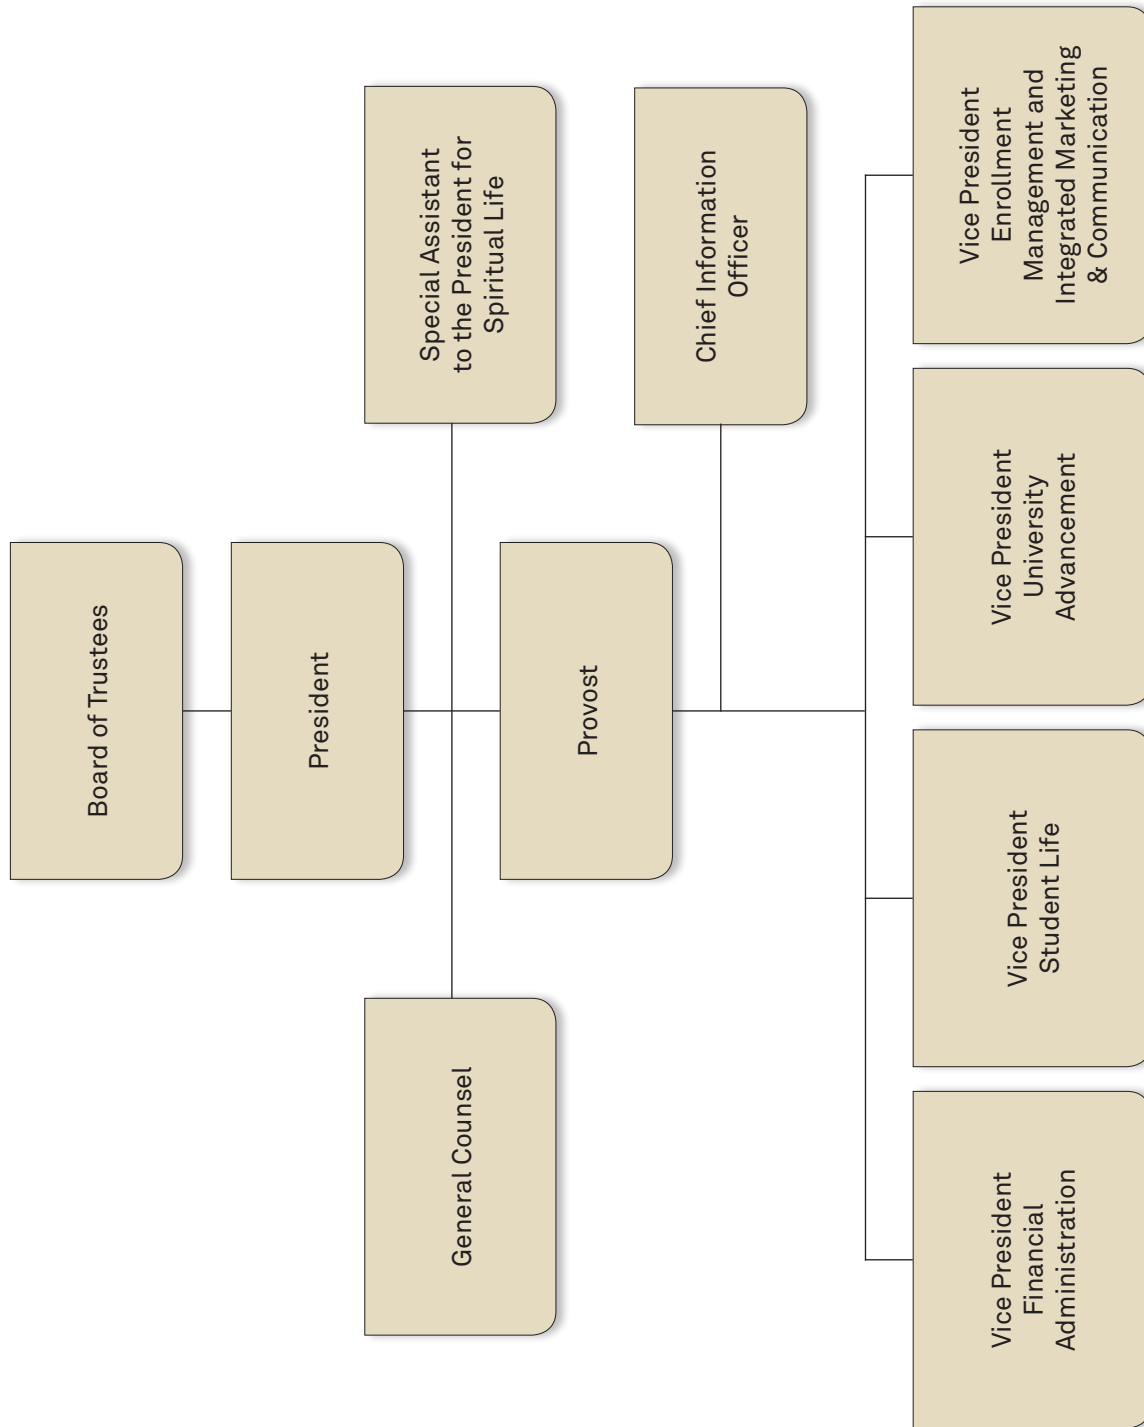 Board of Trustees
President
General Counsel
Special Assistant
to the President for
Spiritual Life
Provost
Chief Information
Officer
Vice President
Financial
Administration
Vice President
Student Life
Vice President
University
Advancement
Vice President
Enrollment
Management and
Integrated Marketing
& Communication